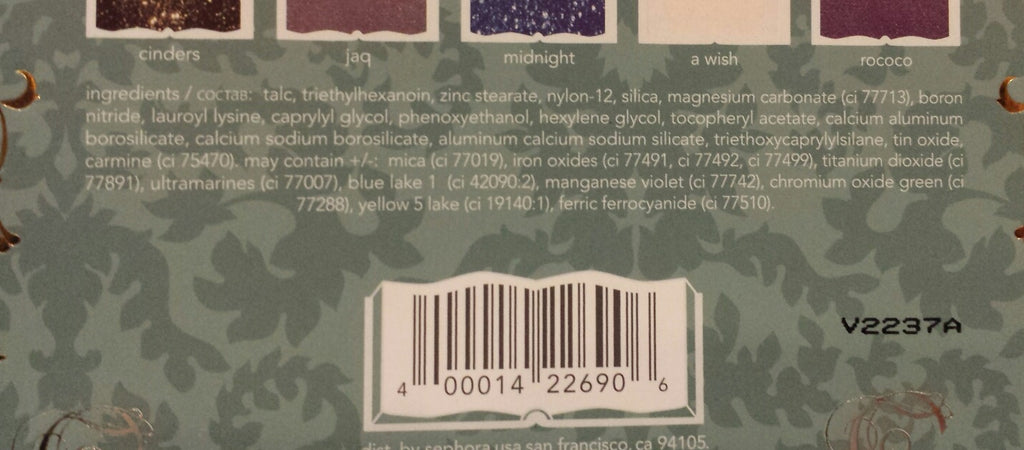 cinders jaq midnight a wish rococo
ingredients / состав: talc, triethylhexanoin, zinc stearate, nylon-12, silica, magnesium carbonate (ci 77713), boron
nitride, lauroyl lysine, caprylyl glycol, phenoxyethanol, hexylene glycol, tocopheryl acetate, calcium aluminum
borosilicate, calcium sodium borosilicate, aluminum calcium sodium silicate, triethoxycaprylylsilane, tin oxide,
carmine (ci 75470). may contain +/-: mica (ci 77019), iron oxides (ci 77491, ci 77492, ci 77499), titanium dioxide (ci
77891), ultramarines (ci 77007), blue lake 1 (ci 42090:2), manganese violet (ci 77742), chromium oxide green (ci
77288), yellow 5 lake (ci 19140:1), ferric ferrocyanide (ci 77510).
V2237A
4 00014 22690 6
dist. by sephora usa san francisco, ca 94105.